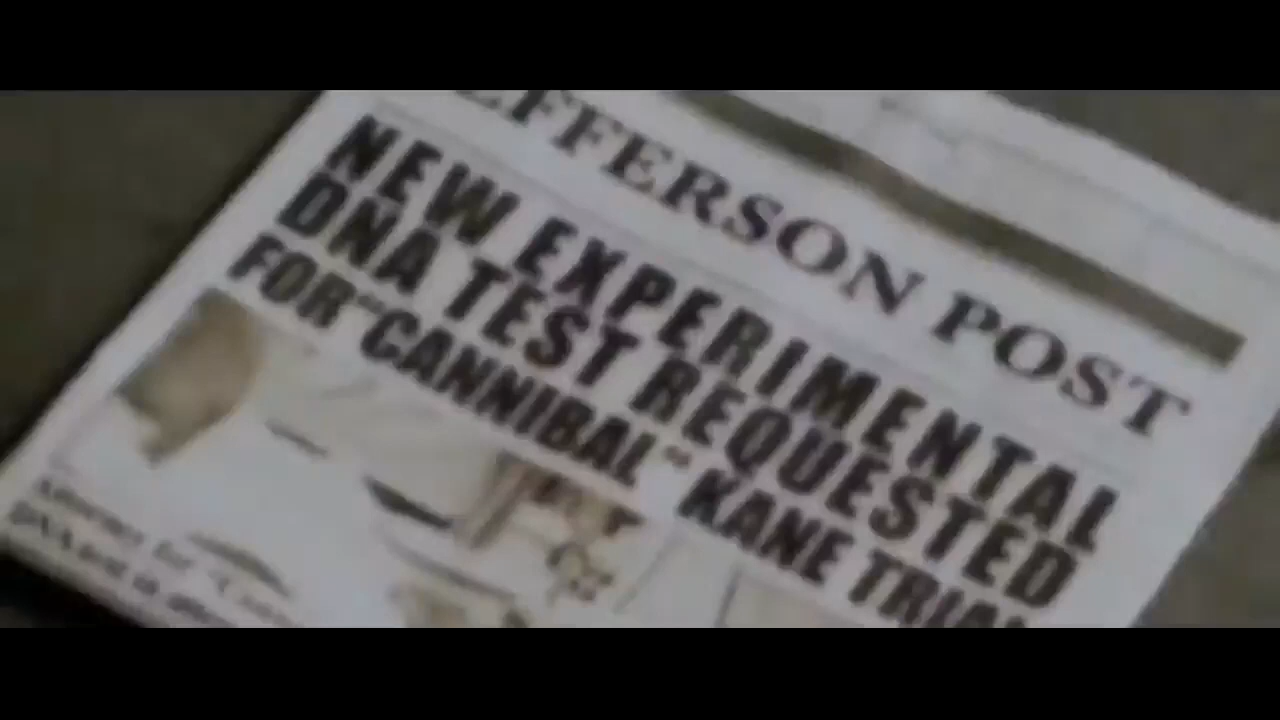 EFFERSON POST
NEW EXPERIMENTAL
DNA TEST REQUESTED
FOR "CANNIBAL" KANE TRIAL